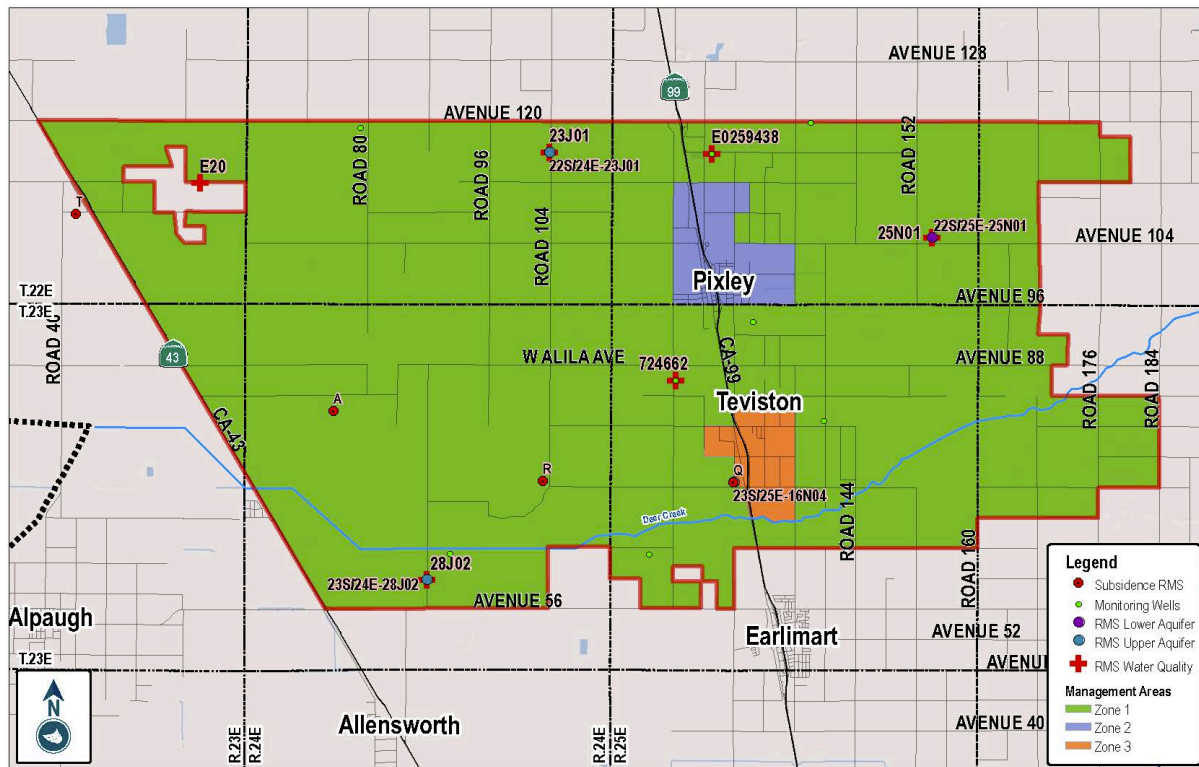 AVENUE 128
99
AVENUE 120
23J01
22S/24E-23J01
E0259438
E20
ROAD 80
ROAD 96
ROAD 104
ROAD 152
T
25N01
22S/25E-25N01
AVENUE 104
Pixley
T.22E
T.23E
AVENUE 96
ROAD 40
43
W ALILA AVE
724662
CA-99
AVENUE 88
ROAD 176
ROAD 184
Teviston
A
CA-43
R
Q
23S/25E-16N04
Deer Creek
ROAD 144
28J02
23S/24E-28J02
AVENUE 56
ROAD 160
Alpaugh
Earlimart
AVENUE 52
T.23E
Allensworth
AVENUE 40
R.23E
R.24E
R.24E
R.25E
N
Legend
Subsidence RMS
Monitoring Wells
RMS Lower Aquifer
RMS Upper Aquifer
RMS Water Quality
Management Areas
Zone 1
Zone 2
Zone 3